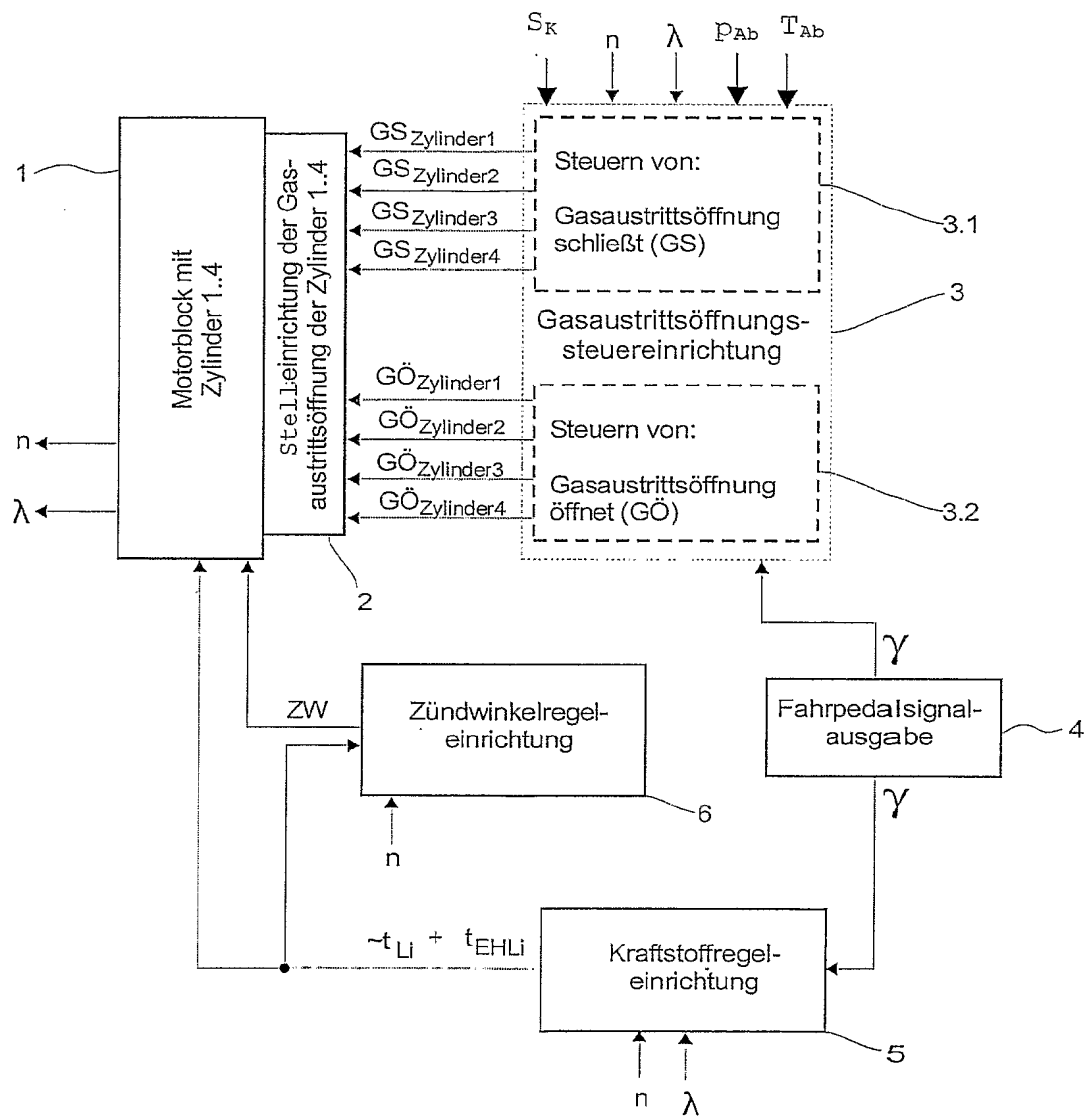 S_K n λ p_Ab T_Ab
1
Motorblock mit
Zylinder 1..4
Stelleinrichtung der Gas-
austrittsöffnung der Zylinder 1..4
GS_Zylinder1
GS_Zylinder2
GS_Zylinder3
GS_Zylinder4
Steuern von:
Gasaustrittsöffnung
schließt (GS)
3.1
3
Gasaustrittsöffnungs-
steuereinrichtung
GÖ_Zylinder1
GÖ_Zylinder2
GÖ_Zylinder3
GÖ_Zylinder4
Steuern von:
Gasaustrittsöffnung
öffnet (GÖ)
3.2
n
λ
2
γ
ZW
Zündwinkelregel-
einrichtung
6
n
Fahrpedalsignal-
ausgabe
4
γ
~t_Li + t_EHLi
Kraftstoffregel-
einrichtung
5
n λ